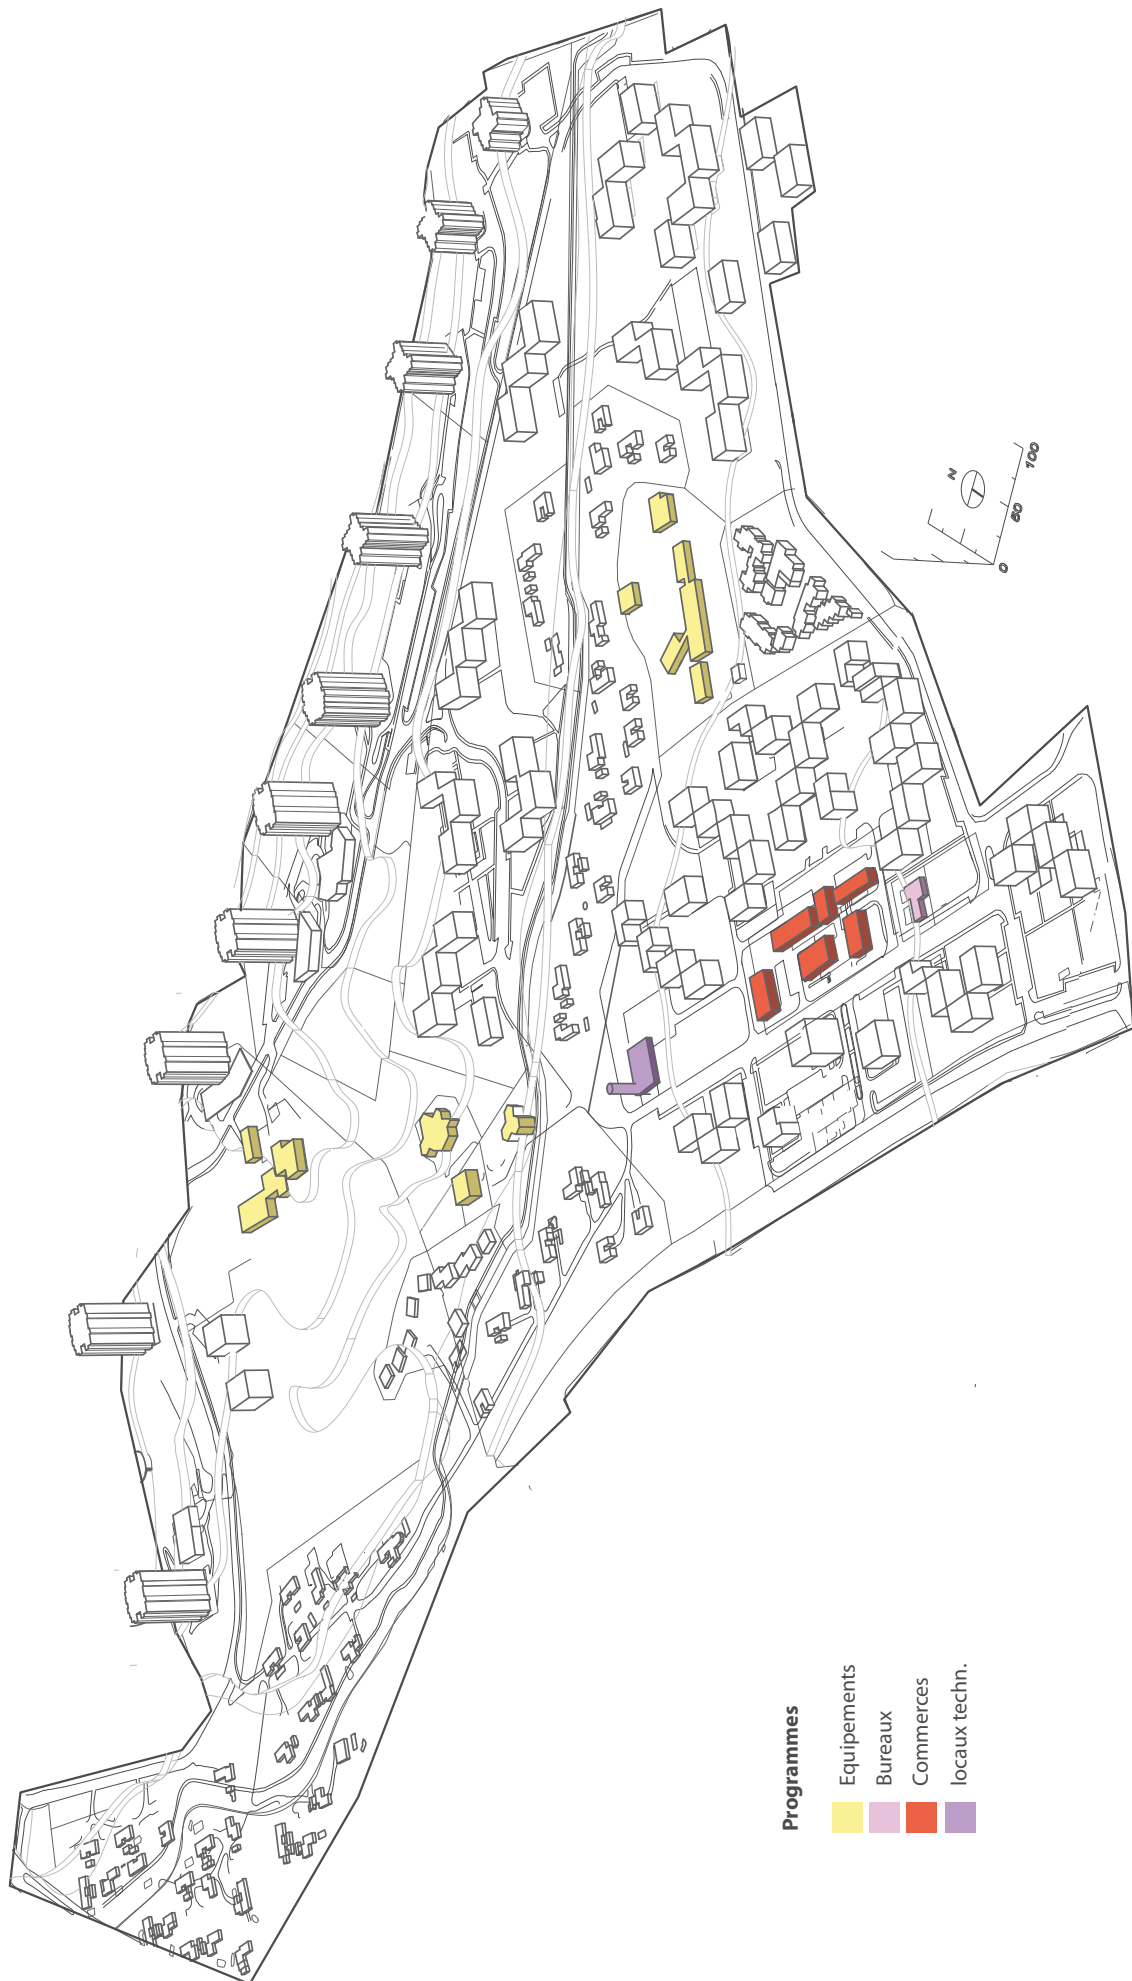 Programmes
Equipements
Bureaux
Commerces
locaux techn.
N
0
50
100